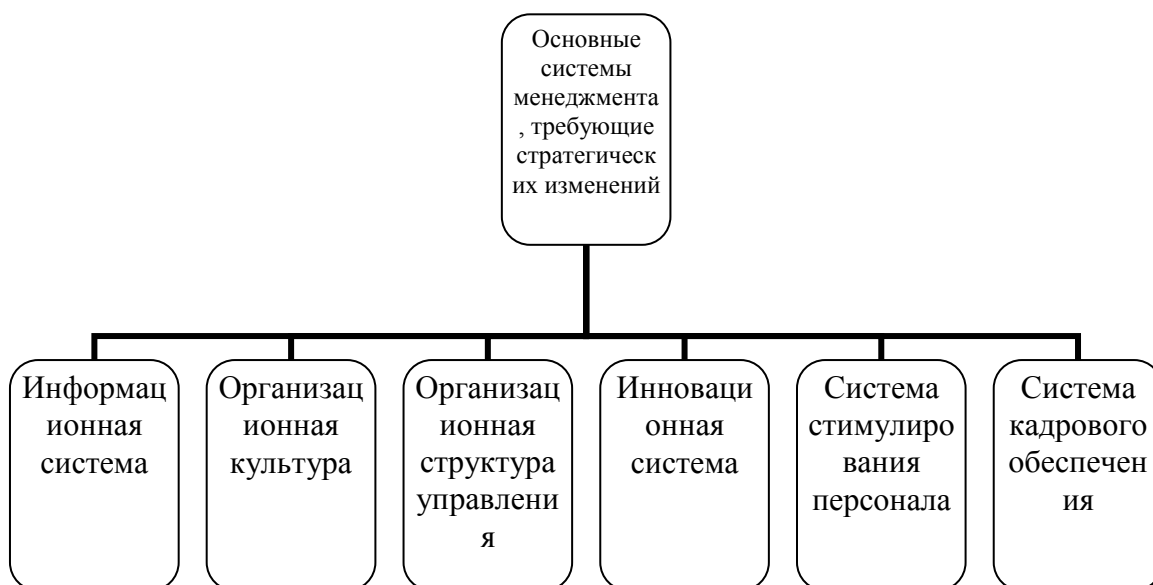 Основные
системы
менеджмента
, требующие
стратегическ
их изменений
Информац
ионная
система
Организац
ионная
культура
Организац
ионная
структура
управлени
я
Инноваци
онная
система
Система
стимулиро
вания
персонала
Система
кадрового
обеспечен
ия